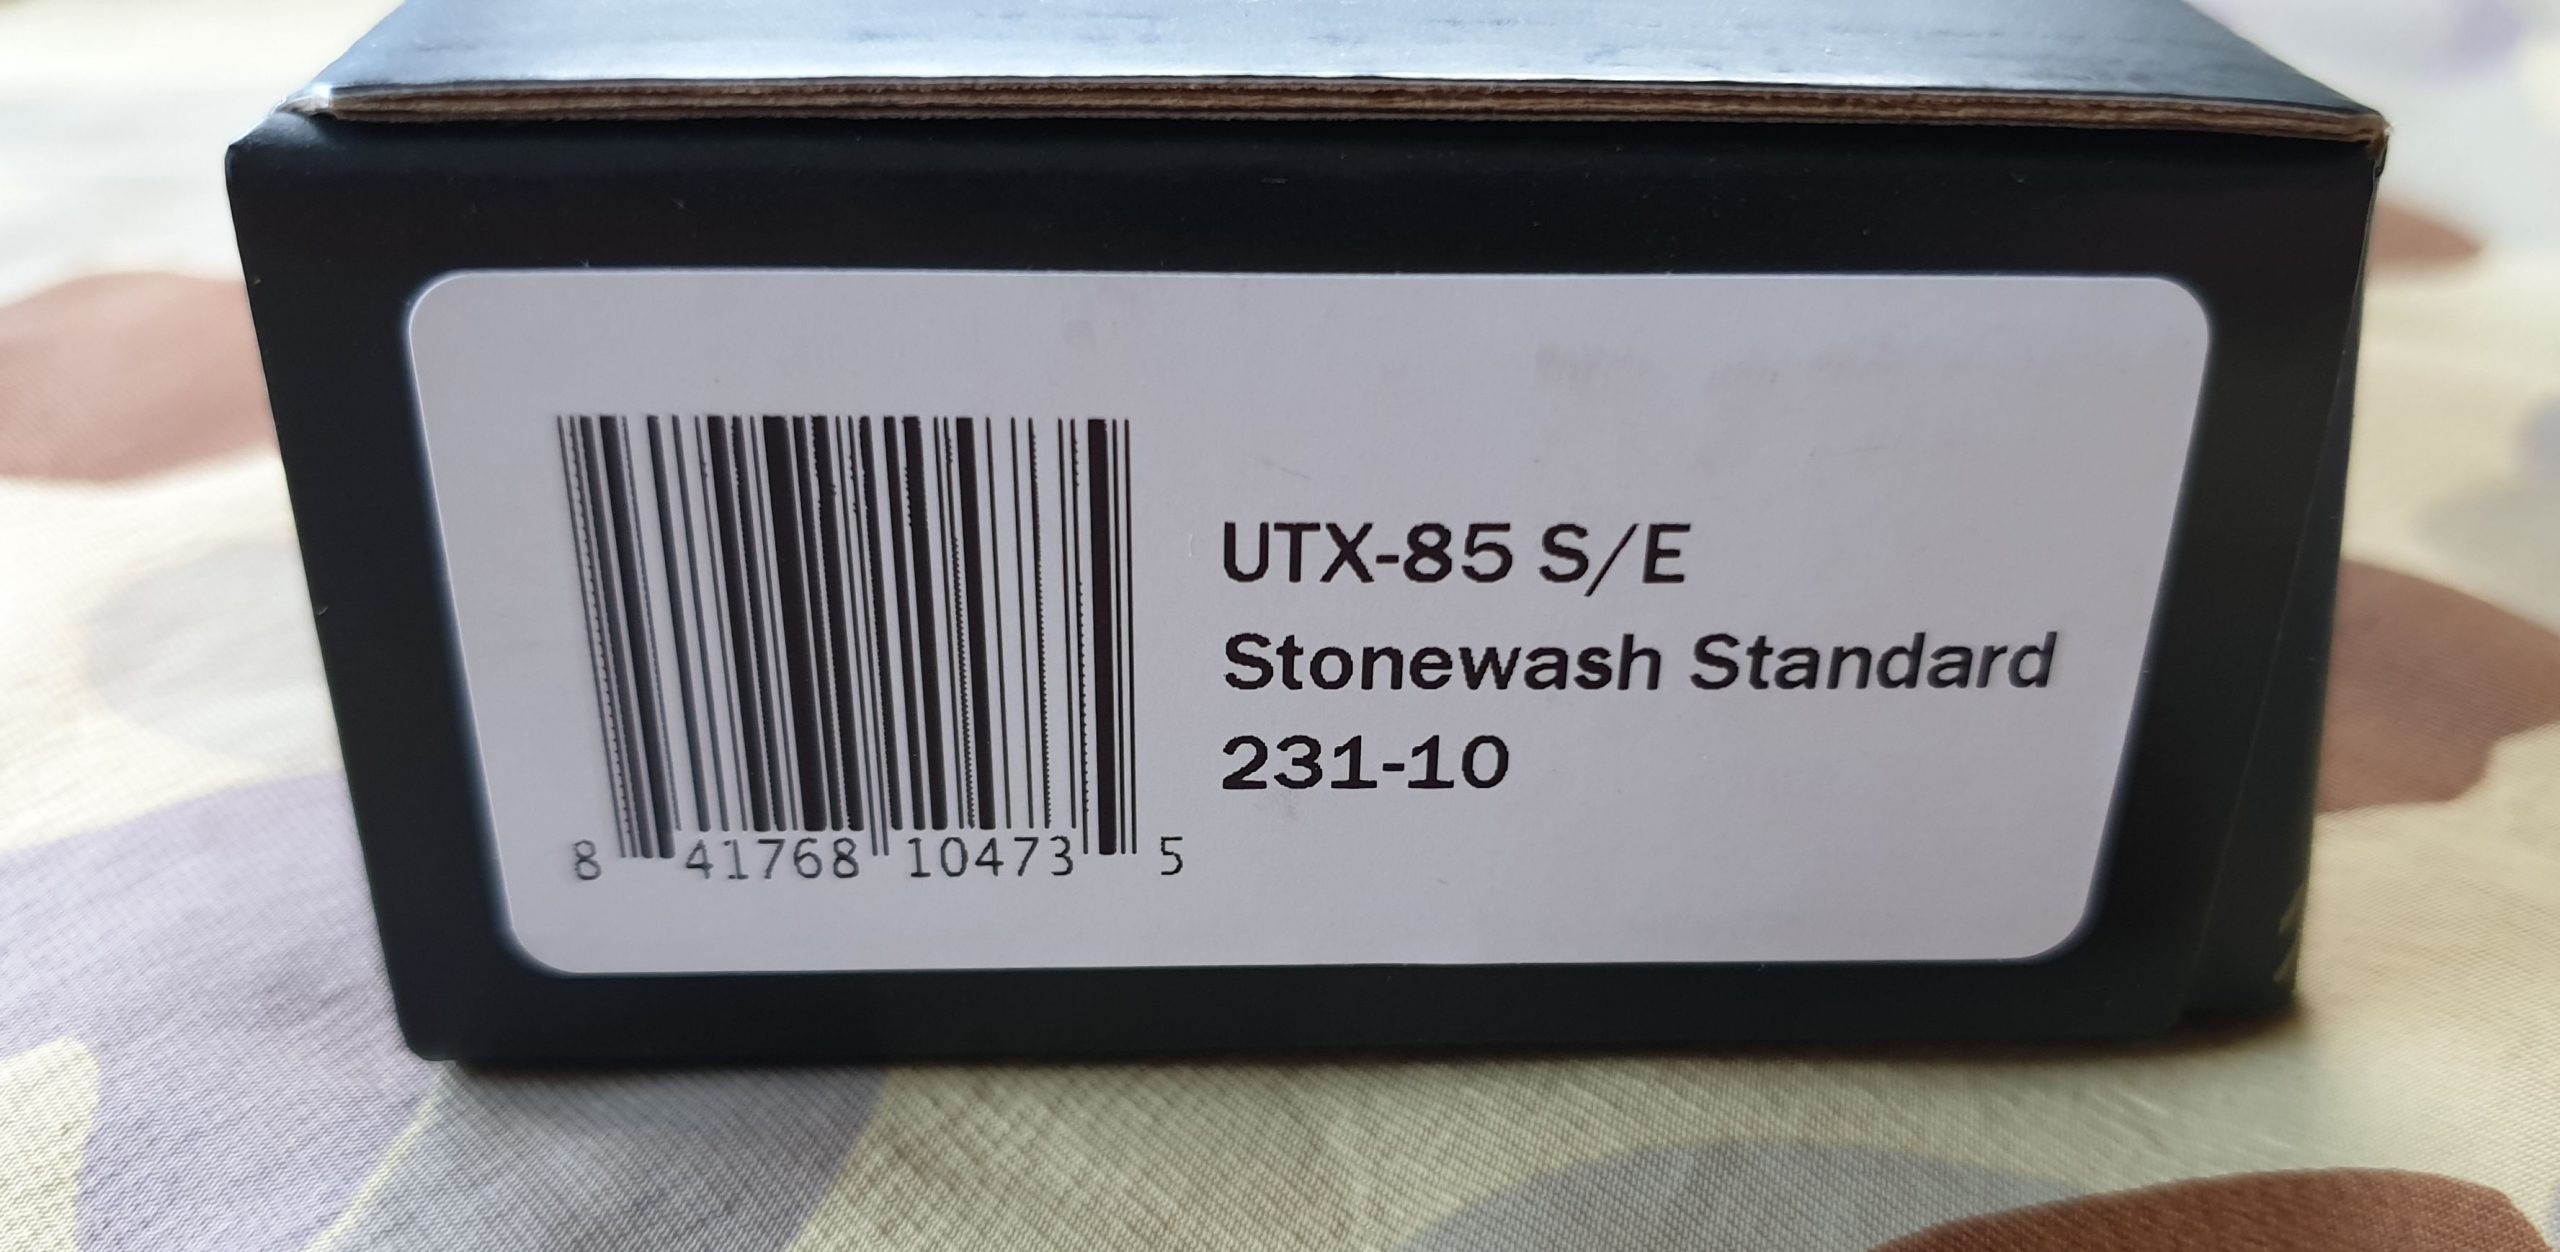 UTX-85 S/E
Stonewash Standard
231-10
8 41768 10473 5